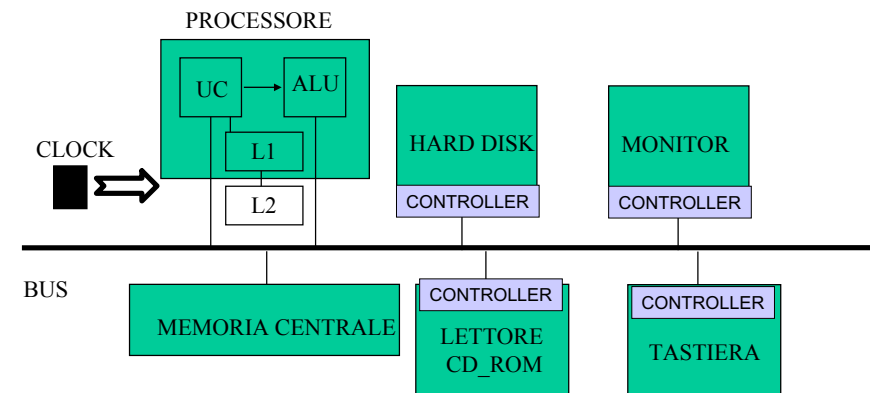 PROCESSORE
UC
ALU
CLOCK
L1
L2
HARD DISK
CONTROLLER
MONITOR
CONTROLLER
BUS
MEMORIA CENTRALE
CONTROLLER
LETTORE
CD_ROM
CONTROLLER
TASTIERA